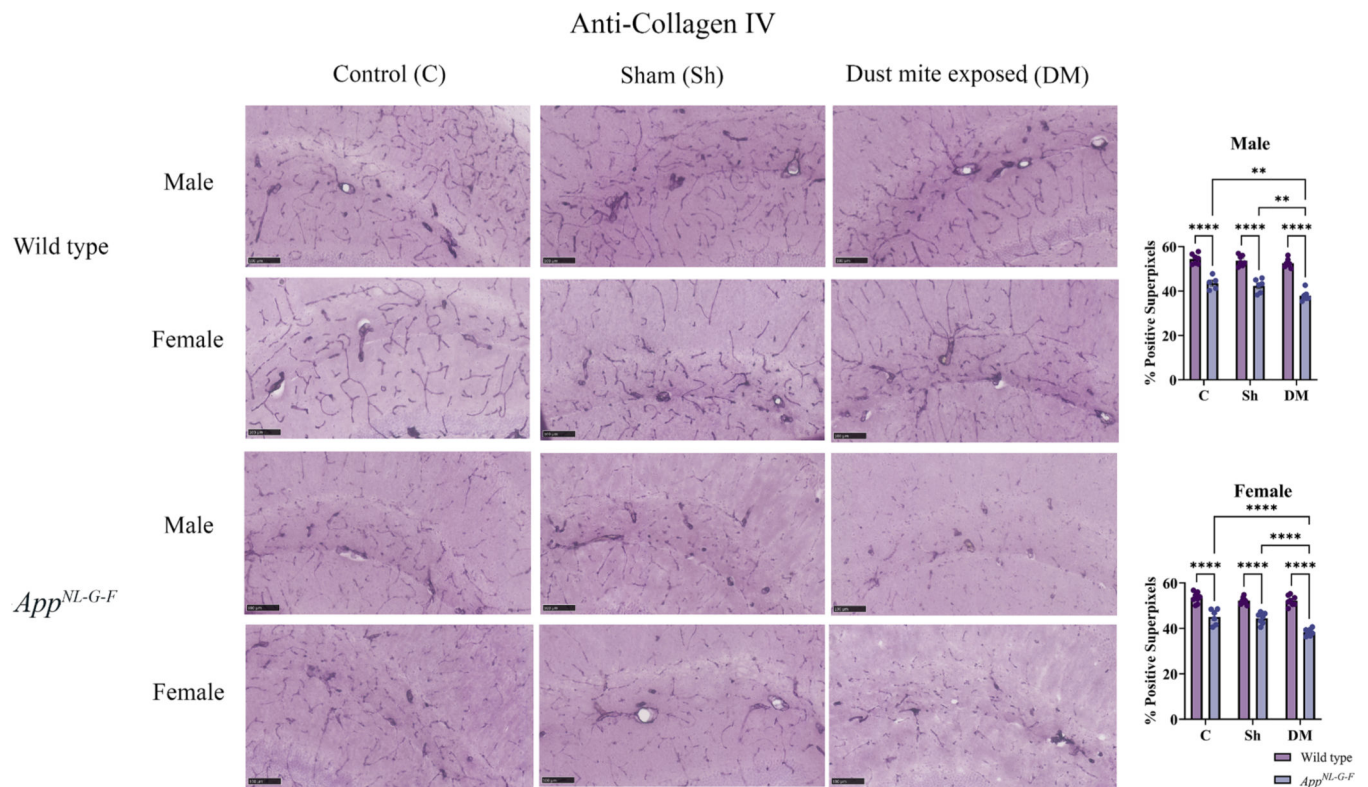 Anti-Collagen IV
Control (C)
Sham (Sh)
Dust mite exposed (DM)
Wild type
Male
Female
App^NL-G-F
Male
Female
Male
**
**
**** **** ****
% Positive Superpixels
60
40
20
0
C Sh DM
Female
****
****
**** **** ****
% Positive Superpixels
60
40
20
0
C Sh DM
Wild type
App^NL-G-F